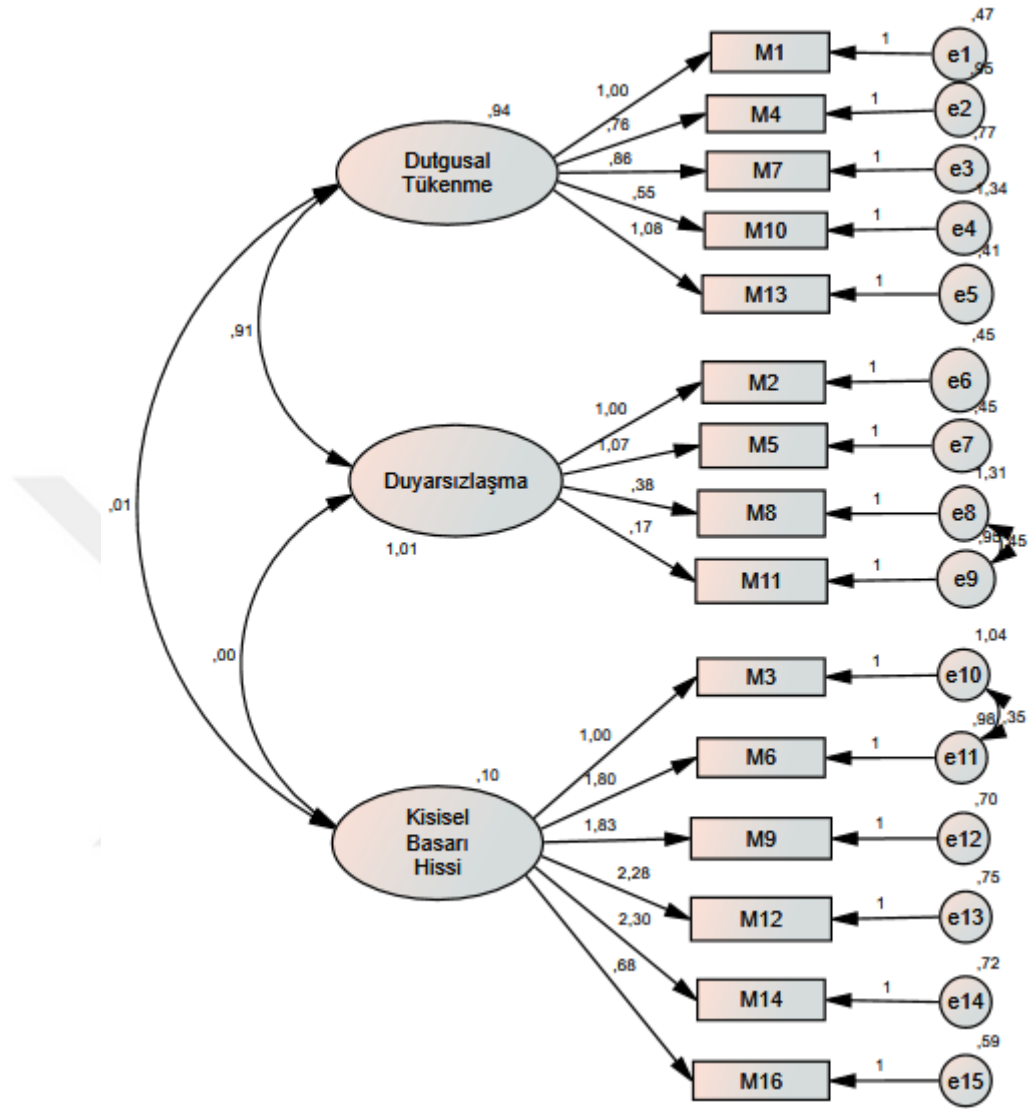 ,47
M1
1
e1
1,00
,95
,94
M4
1
e2
,76
,77
Dutgusal
Tükenme
M7
1
e3
,86
1,34
,55
M10
1
e4
1,08
,41
M13
1
e5
,91
,45
M2
1
e6
1,00
,45
1,07
M5
1
e7
Duyarsızlaşma
1,31
,38
M8
1
e8
,01
,17
,95
,45
1,01
M11
1
e9
,00
1,04
M3
1
e10
1,00
,98
,35
M6
1
e11
,10
1,80
,70
Kisisel
Basarı
Hissi
1,83
M9
1
e12
2,28
,75
2,30
M12
1
e13
,68
,72
M14
1
e14
,59
M16
1
e15